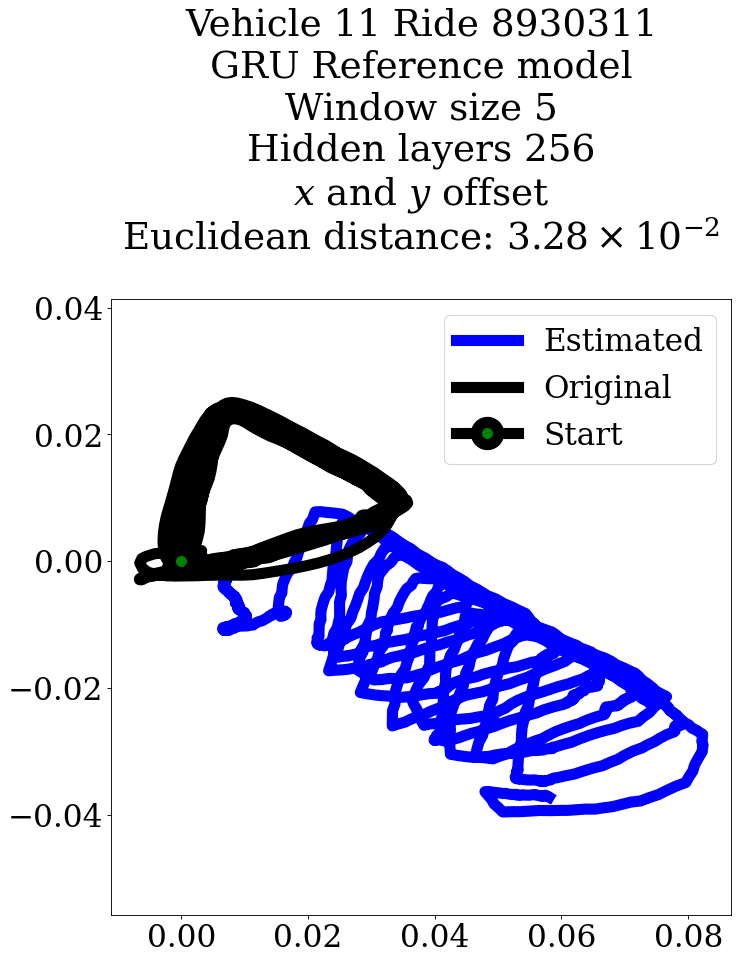 Vehicle 11 Ride 8930311
GRU Reference model
Window size 5
Hidden layers 256
x and y offset
Euclidean distance: 3.28 × 10⁻²
Estimated
Original
Start
0.04
0.02
0.00
−0.02
−0.04
0.00 0.02 0.04 0.06 0.08